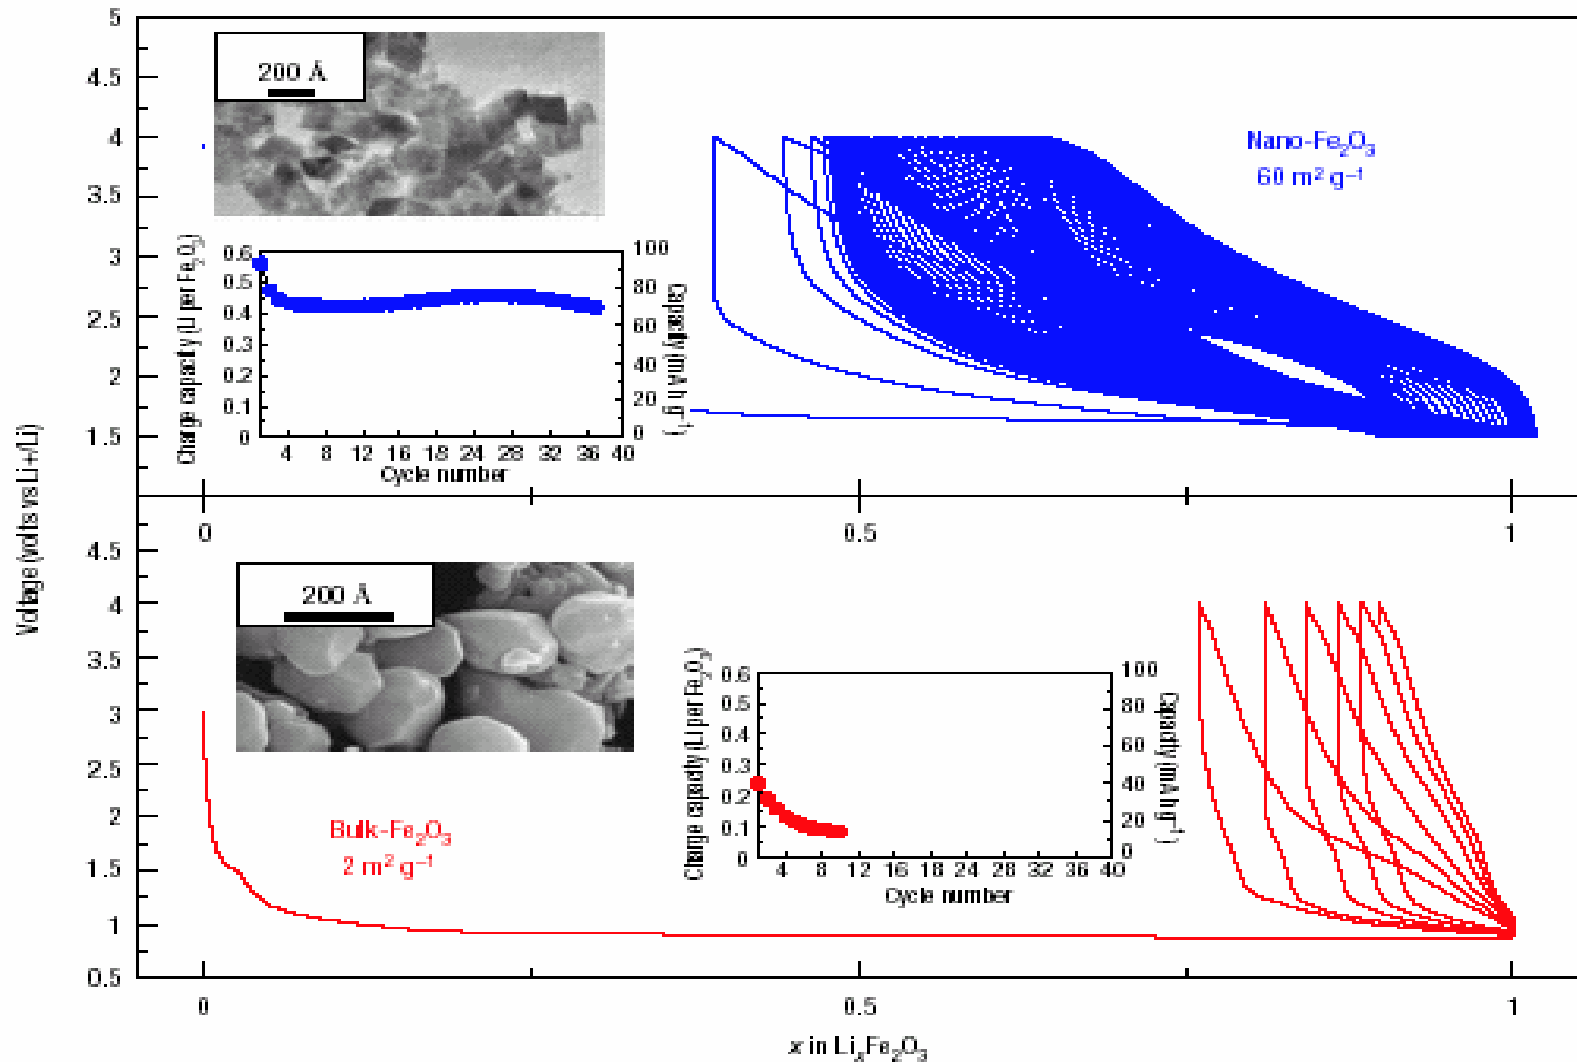 Voltage (volts vs Li+/Li)
5
4.5
4
3.5
3
2.5
2
1.5
200 Å
Nano-Fe₂O₃
60 m² g⁻¹
Charge capacity (Li per Fe₂O₃)
0.6
0.5
0.4
0.3
0.2
0.1
0
100
80
60
40
20
0
Capacity (mA h g⁻¹)
4 8 12 16 18 24 28 32 36 40
Cycle number
0 0.5 1
4.5
4
3.5
3
2.5
2
1.5
1
0.5
200 Å
Bulk-Fe₂O₃
2 m² g⁻¹
Charge capacity (Li per Fe₂O₃)
0.6
0.5
0.4
0.3
0.2
0.1
0
100
80
60
40
20
0
Capacity (mA h g⁻¹)
4 8 12 16 24 28 32 36 40
Cycle number
0 0.5 1
x in LiₓFe₂O₃